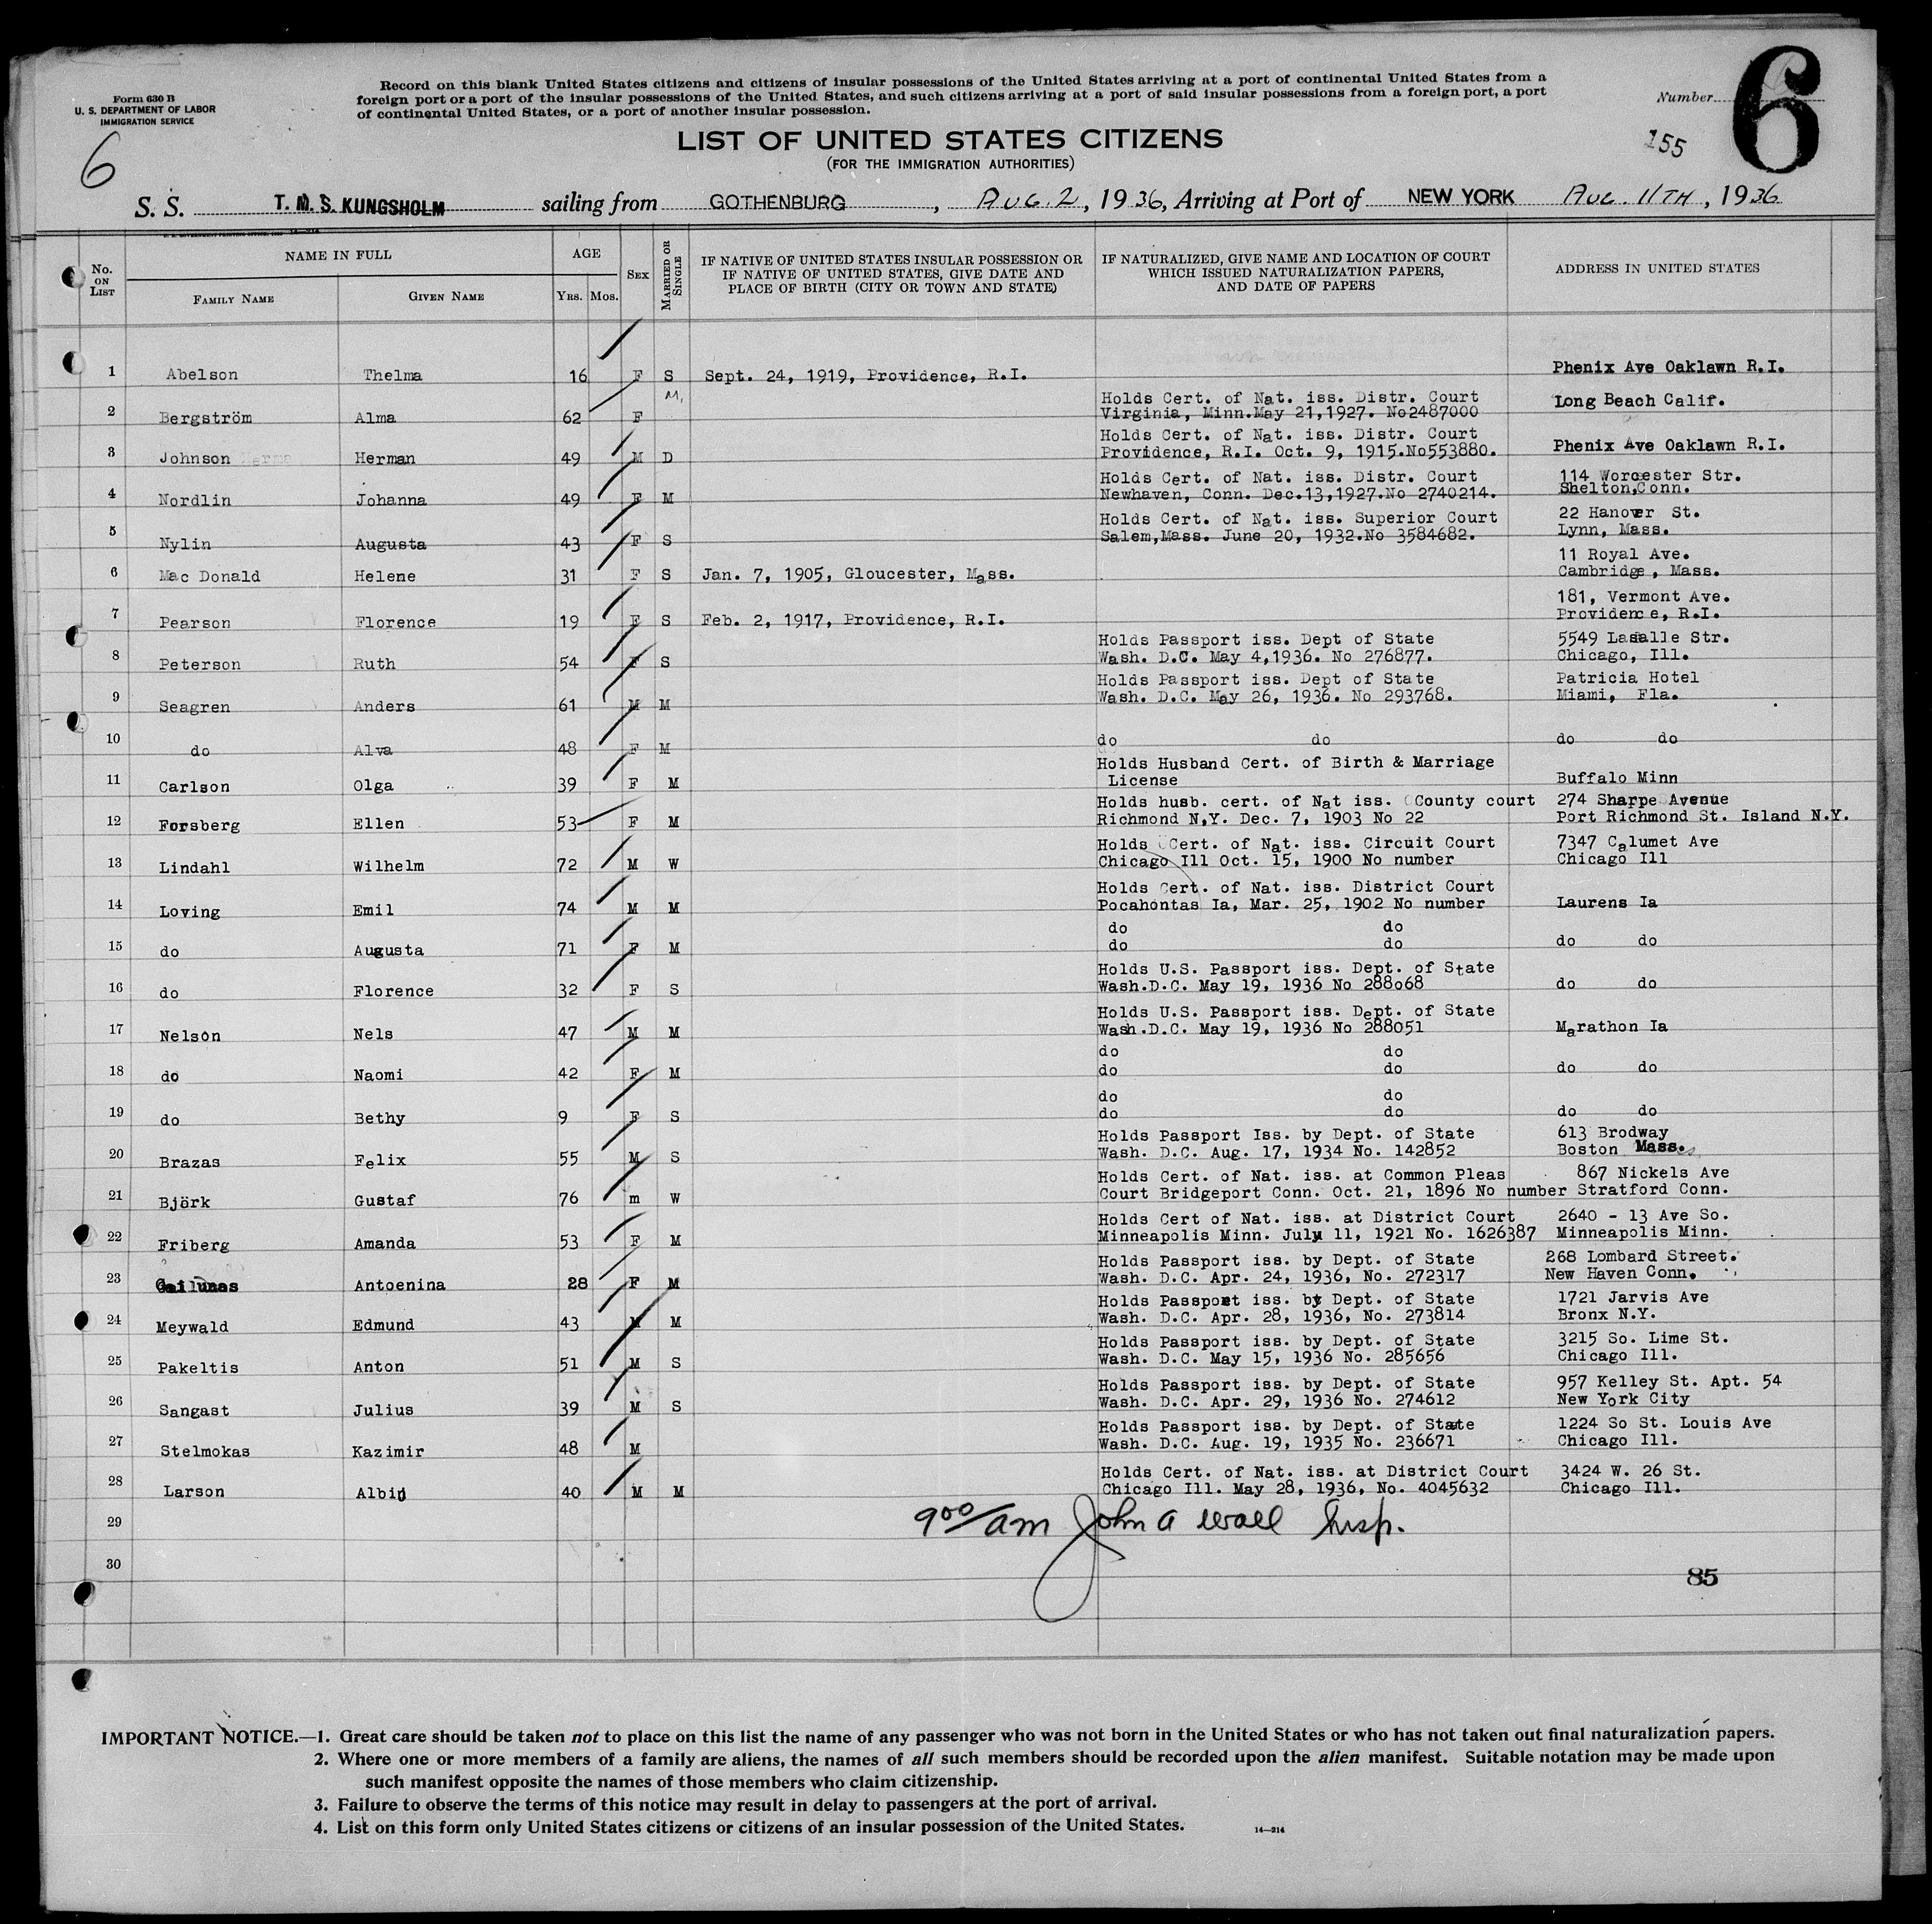 Form 630 B
U. S. DEPARTMENT OF LABOR
IMMIGRATION SERVICE
Record on this blank United States citizens and citizens of insular possessions of the United States arriving at a port of continental United States from a
foreign port or a port of the insular possessions of the United States, and such citizens arriving at a port of said insular possessions from a foreign port, a port
of continental United States, or a port of another insular possession.
Number 6
155
6
LIST OF UNITED STATES CITIZENS
(FOR THE IMMIGRATION AUTHORITIES)
S. S. T. M. S. KUNGSHOLM sailing from GOTHENBURG, AUG. 2, 1936, Arriving at Port of NEW YORK AUG. 11TH, 1936
No. ON LIST
NAME IN FULL
FAMILY NAME GIVEN NAME
AGE
YRS. MOS.
SEX
MARRIED OR SINGLE
IF NATIVE OF UNITED STATES INSULAR POSSESSION OR
IF NATIVE OF UNITED STATES, GIVE DATE AND
PLACE OF BIRTH (CITY OR TOWN AND STATE)
IF NATURALIZED, GIVE NAME AND LOCATION OF COURT
WHICH ISSUED NATURALIZATION PAPERS,
AND DATE OF PAPERS
ADDRESS IN UNITED STATES
1 Abelson Thelma 16 F S Sept. 24, 1919, Providence, R.I. Phenix Ave Oaklawn R.I.
Holds Cert. of Nat. iss. Distr. Court
2 Bergström Alma 62 F M. Virginia, Minn.May 21,1927. No2487000 Long Beach Calif.
Holds Cert. of Nat. iss. Distr. Court
3 Johnson Herman 49 M D Providence, R.I. Oct. 9, 1915.No553880. Phenix Ave Oaklawn R.I.
Holds Cert. of Nat. iss. Distr. Court 114 Worcester Str.
4 Nordlin Johanna 49 F M Newhaven, Conn. Dec.13,1927.No 2740214. Shelton,Conn.
Holds Cert. of Nat. iss. Superior Court 22 Hanover St.
5 Nylin Augusta 43 F S Salem,Mass. June 20, 1932.No 3584682. Lynn, Mass.
11 Royal Ave.
6 Mac Donald Helene 31 F S Jan. 7, 1905, Gloucester, Mass. Cambridge, Mass.
181, Vermont Ave.
7 Pearson Florence 19 F S Feb. 2, 1917, Providence, R.I. Providence, R.I.
Holds Passport iss. Dept of State 5549 Lasalle Str.
8 Peterson Ruth 54 F S Wash. D.C. May 4,1936. No 276877. Chicago, Ill.
Holds Passport iss. Dept of State Patricia Hotel
9 Seagren Anders 61 M M Wash. D.C. May 26, 1936. No 293768. Miami, Fla.
10 do Alva 48 F M do do do do
Holds Husband Cert. of Birth & Marriage
11 Carlson Olga 39 F M License Buffalo Minn
Holds husb. cert. of Nat iss. County court 274 Sharpe Avenue
12 Forsberg Ellen 53 F M Richmond N.Y. Dec. 7, 1903 No 22 Port Richmond St. Island N.Y.
Holds Cert. of Nat. iss. Circuit Court 7347 Calumet Ave
13 Lindahl Wilhelm 72 M W Chicago Ill Oct. 15, 1900 No number Chicago Ill
Holds Cert. of Nat. iss. District Court
14 Loving Emil 74 M M Pocahontas Ia, Mar. 25, 1902 No number Laurens Ia
do do
15 do Augusta 71 F M do do do do
Holds U.S. Passport iss. Dept. of State
16 do Florence 32 F S Wash.D.C. May 19, 1936 No 288068 do do
Holds U.S. Passport iss. Dept. of State
17 Nelson Nels 47 M M Wash.D.C. May 19, 1936 No 288051 Marathon Ia
do do
18 do Naomi 42 F M do do do do
do do
19 do Bethy 9 F S do do do do
Holds Passport Iss. by Dept. of State 613 Brodway
20 Brazas Felix 55 M S Wash. D.C. Aug. 17, 1934 No. 142852 Boston Mass.
Holds Cert. of Nat. iss. at Common Pleas 867 Nickels Ave
21 Björk Gustaf 76 m W Court Bridgeport Conn. Oct. 21, 1896 No number Stratford Conn.
Holds Cert of Nat. iss. at District Court 2640 - 13 Ave So.
22 Friberg Amanda 53 F M Minneapolis Minn. July 11, 1921 No. 1626387 Minneapolis Minn.
Holds Passport iss. by Dept. of State 268 Lombard Street.
23 Antoenina 28 F M Wash. D.C. Apr. 24, 1936, No. 272317 New Haven Conn.
Holds Passport iss. by Dept. of State 1721 Jarvis Ave
24 Meywald Edmund 43 M M Wash. D.C. Apr. 28, 1936, No. 273814 Bronx N.Y.
Holds Passport iss. by Dept. of State 3215 So. Lime St.
25 Pakeltis Anton 51 M S Wash. D.C. May 15, 1936 No. 285656 Chicago Ill.
Holds Passport iss. by Dept. of State 957 Kelley St. Apt. 54
26 Sangast Julius 39 M S Wash. D.C. Apr. 29, 1936 No. 274612 New York City
Holds Passport iss. by Dept. of State 1224 So St. Louis Ave
27 Stelmokas Kazimir 48 M Wash. D.C. Aug. 19, 1935 No. 236671 Chicago Ill.
Holds Cert. of Nat. iss. at District Court 3424 W. 26 St.
28 Larson Albin 40 M M Chicago Ill. May 28, 1936, No. 4045632 Chicago Ill.
29 9⁰⁰/am John A Wall Insp.
30
85
IMPORTANT NOTICE.—1. Great care should be taken not to place on this list the name of any passenger who was not born in the United States or who has not taken out final naturalization papers.
2. Where one or more members of a family are aliens, the names of all such members should be recorded upon the alien manifest. Suitable notation may be made upon
such manifest opposite the names of those members who claim citizenship.
3. Failure to observe the terms of this notice may result in delay to passengers at the port of arrival.
4. List on this form only United States citizens or citizens of an insular possession of the United States.
14—214